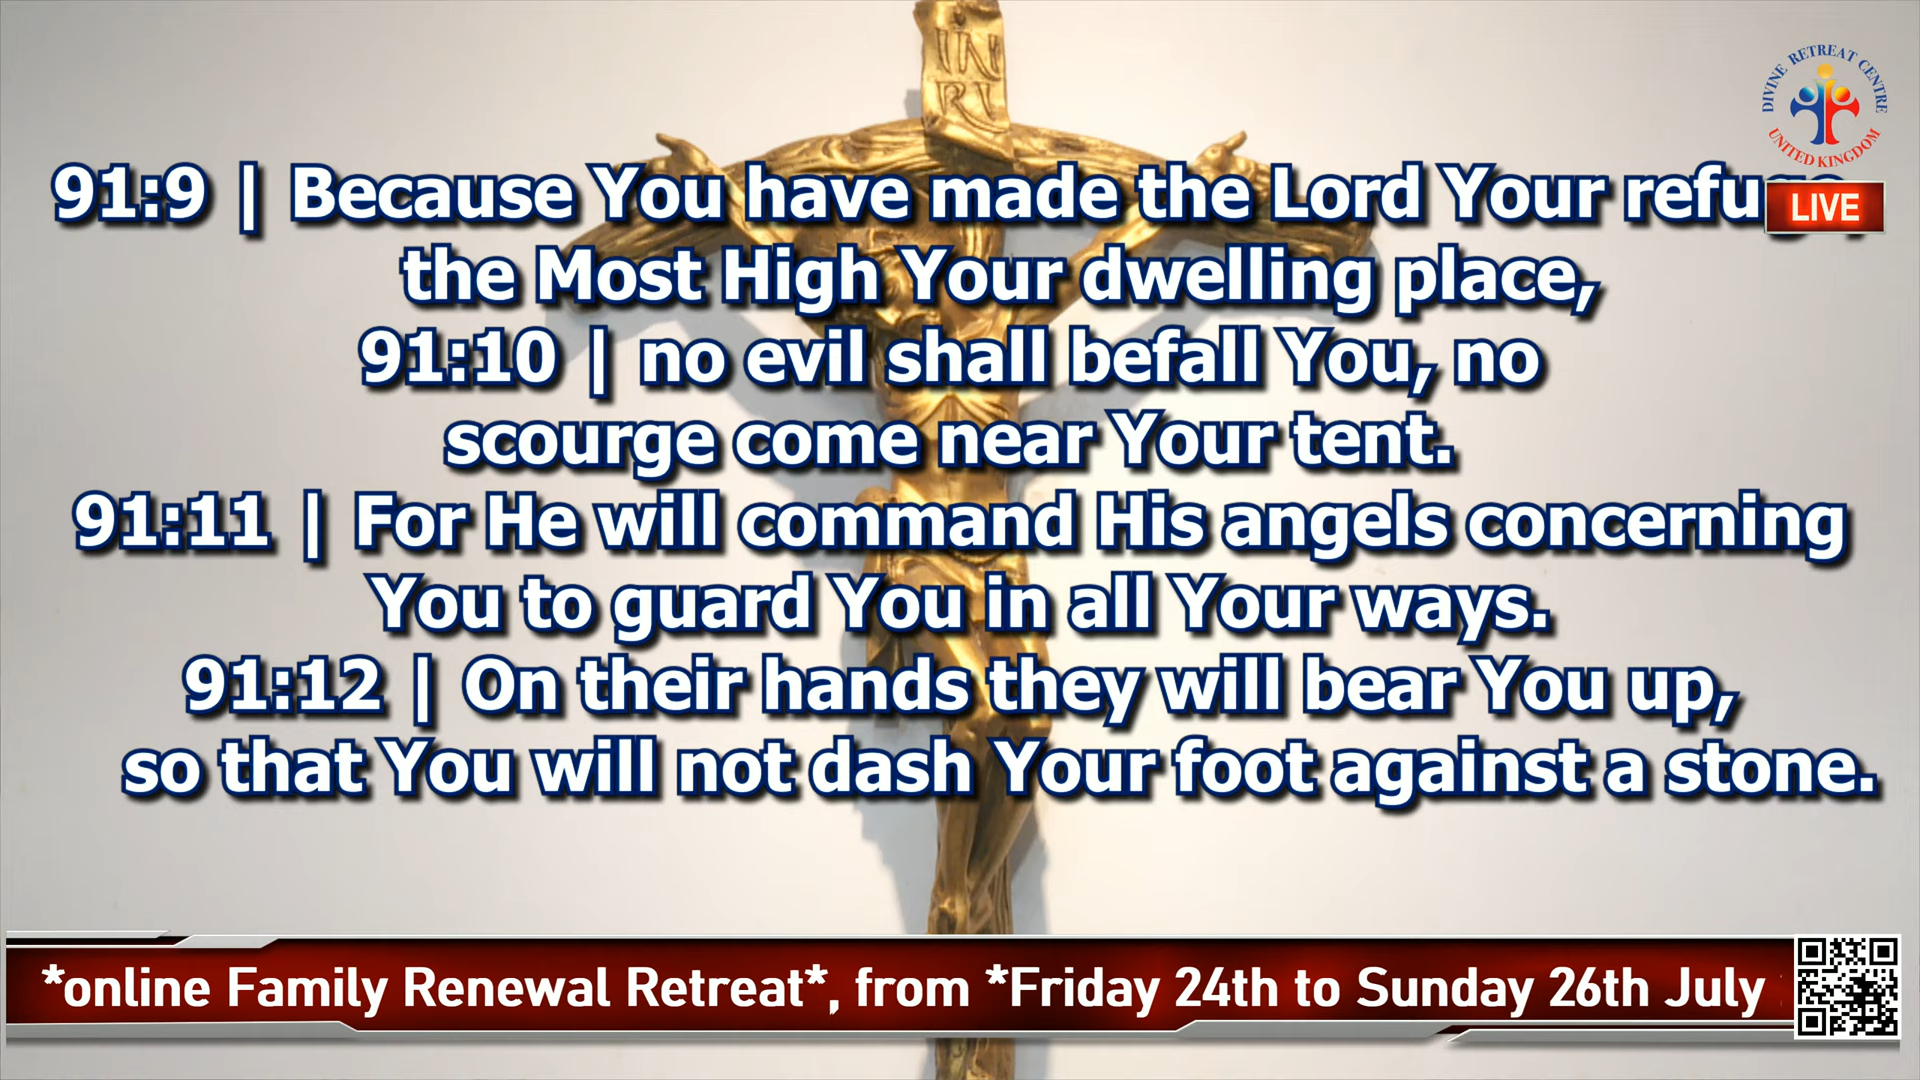 IN
RI
DIVINE RETREAT CENTRE
UNITED KINGDOM
91:9 | Because You have made the Lord Your refuge,
LIVE
the Most High Your dwelling place,
91:10 | no evil shall befall You, no
scourge come near Your tent.
91:11 | For He will command His angels concerning
You to guard You in all Your ways.
91:12 | On their hands they will bear You up,
so that You will not dash Your foot against a stone.
*online Family Renewal Retreat*, from *Friday 24th to Sunday 26th July